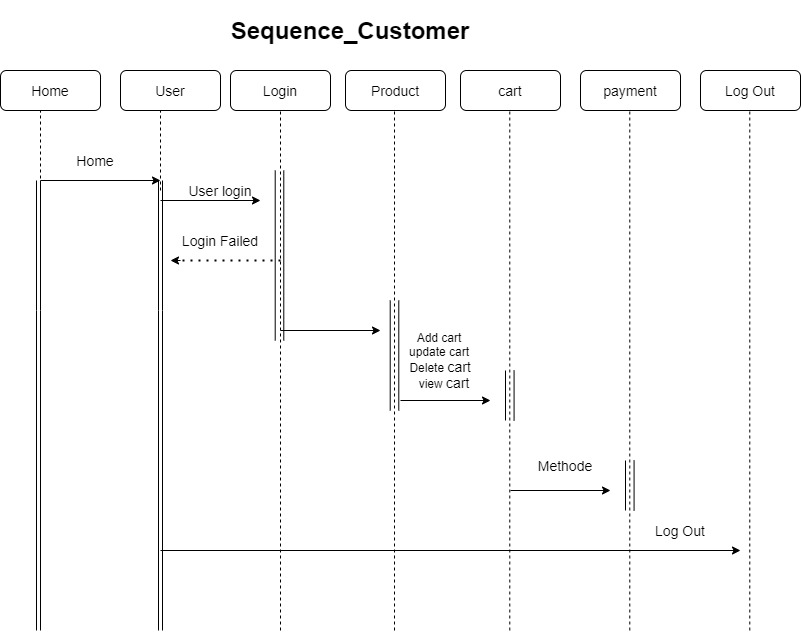 Sequence_Customer
Home
User
Login
Product
cart
payment
Log Out
Home
User login
Login Failed
Add cart
update cart
Delete cart
view cart
Methode
Log Out